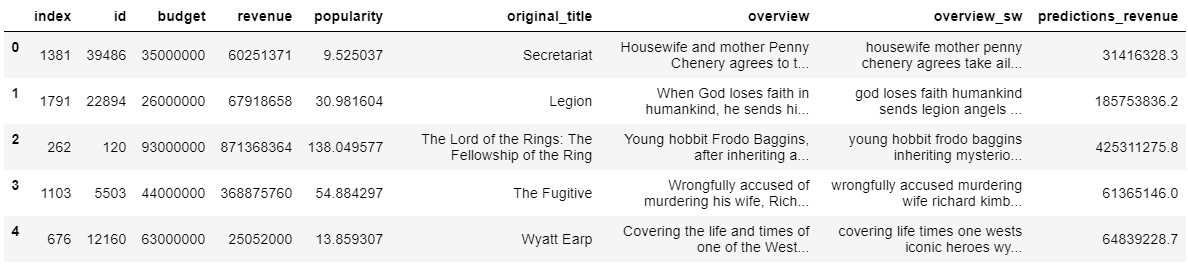 index id budget revenue popularity original_title overview overview_sw predictions_revenue
0 1381 39486 35000000 60251371 9.525037 Secretariat Housewife and mother Penny Chenery agrees to t... housewife mother penny chenery agrees take ail... 31416328.3
1 1791 22894 26000000 67918658 30.981604 Legion When God loses faith in humankind, he sends hi... god loses faith humankind sends legion angels ... 185753836.2
2 262 120 93000000 871368364 138.049577 The Lord of the Rings: The Fellowship of the Ring Young hobbit Frodo Baggins, after inheriting a... young hobbit frodo baggins inheriting mysterio... 425311275.8
3 1103 5503 44000000 368875760 54.884297 The Fugitive Wrongfully accused of murdering his wife, Rich... wrongfully accused murdering wife richard kimb... 61365146.0
4 676 12160 63000000 25052000 13.859307 Wyatt Earp Covering the life and times of one of the West... covering life times one wests iconic heroes wy... 64839228.7